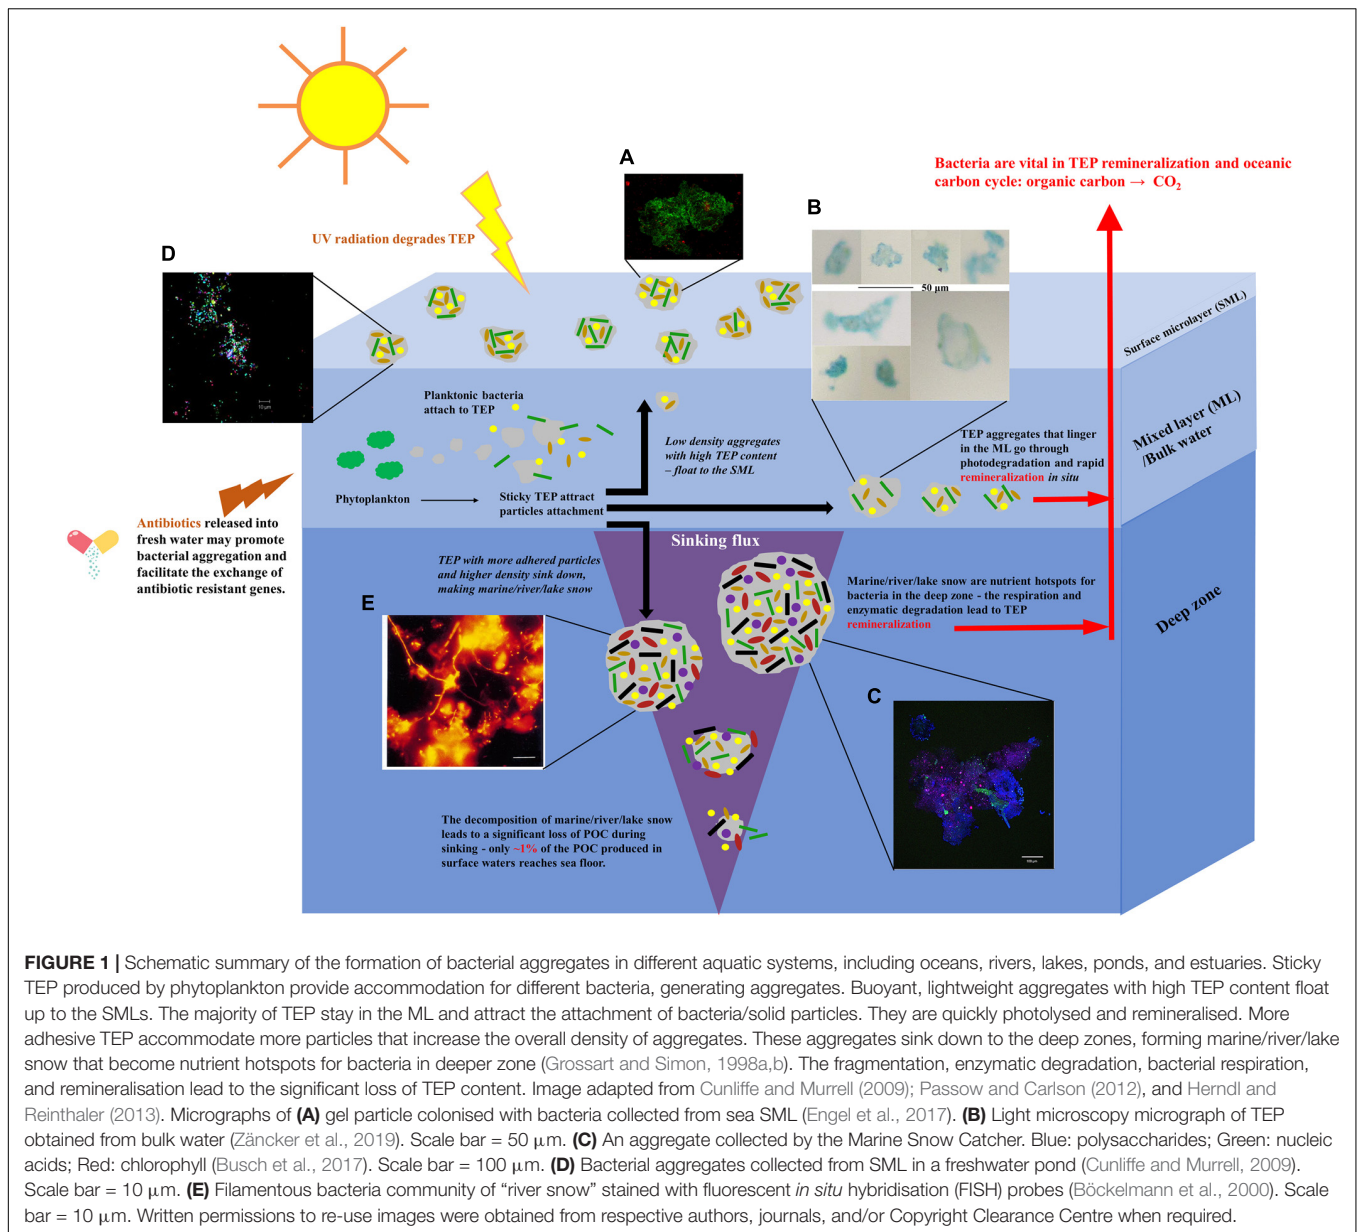 A
Bacteria are vital in TEP remineralization and oceanic
carbon cycle: organic carbon → CO₂
B
UV radiation degrades TEP
D
50 µm
Surface microlayer (SML)
10 µm
Planktonic bacteria
attach to TEP
Low density aggregates
with high TEP content
– float to the SML
Mixed layer (ML)
/Bulk water
TEP aggregates that linger
in the ML go through
photodegradation and rapid
remineralization in situ
Phytoplankton
Sticky TEP attract
particles attachment
Antibiotics released into
fresh water may promote
bacterial aggregation and
facilitate the exchange of
antibiotic resistant genes.
Sinking flux
TEP with more adhered particles
and higher density sink down,
making marine/river/lake snow
Marine/river/lake snow are nutrient hotspots for
bacteria in the deep zone - the respiration and
enzymatic degradation lead to TEP
remineralization
Deep zone
E
C
The decomposition of marine/river/lake snow
leads to a significant loss of POC during
sinking - only ~1% of the POC produced in
surface waters reaches sea floor.
FIGURE 1 | Schematic summary of the formation of bacterial aggregates in different aquatic systems, including oceans, rivers, lakes, ponds, and estuaries. Sticky
TEP produced by phytoplankton provide accommodation for different bacteria, generating aggregates. Buoyant, lightweight aggregates with high TEP content float
up to the SMLs. The majority of TEP stay in the ML and attract the attachment of bacteria/solid particles. They are quickly photolysed and remineralised. More
adhesive TEP accommodate more particles that increase the overall density of aggregates. These aggregates sink down to the deep zones, forming marine/river/lake
snow that become nutrient hotspots for bacteria in deeper zone (Grossart and Simon, 1998a,b). The fragmentation, enzymatic degradation, bacterial respiration,
and remineralisation lead to the significant loss of TEP content. Image adapted from Cunliffe and Murrell (2009); Passow and Carlson (2012), and Herndl and
Reinthaler (2013). Micrographs of (A) gel particle colonised with bacteria collected from sea SML (Engel et al., 2017). (B) Light microscopy micrograph of TEP
obtained from bulk water (Zäncker et al., 2019). Scale bar = 50 µm. (C) An aggregate collected by the Marine Snow Catcher. Blue: polysaccharides; Green: nucleic
acids; Red: chlorophyll (Busch et al., 2017). Scale bar = 100 µm. (D) Bacterial aggregates collected from SML in a freshwater pond (Cunliffe and Murrell, 2009).
Scale bar = 10 µm. (E) Filamentous bacteria community of “river snow” stained with fluorescent in situ hybridisation (FISH) probes (Böckelmann et al., 2000). Scale
bar = 10 µm. Written permissions to re-use images were obtained from respective authors, journals, and/or Copyright Clearance Centre when required.